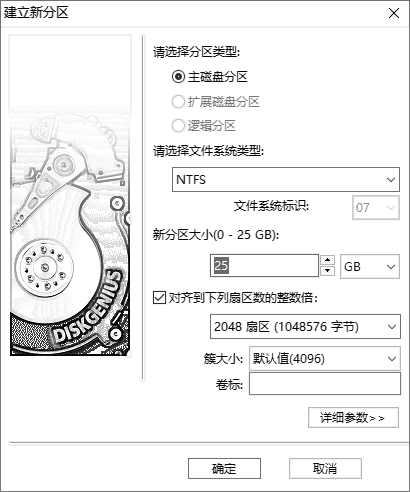 建立新分区
请选择分区类型:
主磁盘分区
扩展磁盘分区
逻辑分区
请选择文件系统类型:
NTFS
文件系统标识: 07
新分区大小(0 - 25 GB):
25 GB
对齐到下列扇区数的整数倍:
2048 扇区 (1048576 字节)
簇大小: 默认值(4096)
卷标:
DISKGENIUS
详细参数>>
确定 取消